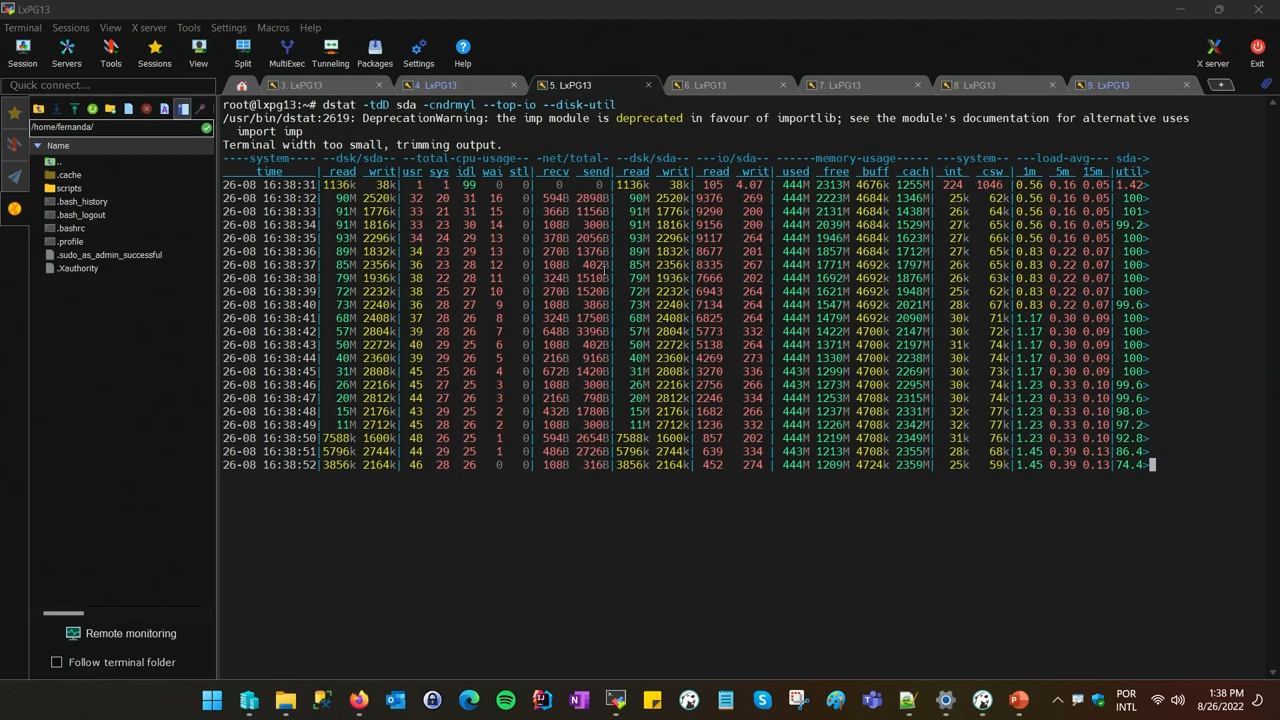 LxPG13
Terminal Sessions View X server Tools Settings Macros Help
Session Servers Tools Sessions View Split MultiExec Tunneling Packages Settings Help X server Exit
Quick connect...
3. LxPG13 4. LxPG13 5. LxPG13 6. LxPG13 7. LxPG13 8. LxPG13 9. LxPG13
/home/fernanda/
Name
..
.cache
scripts
.bash_history
.bash_logout
.bashrc
.profile
.sudo_as_admin_successful
.Xauthority
Remote monitoring
Follow terminal folder
root@lxpg13:~# dstat -tdD sda -cndrmyl --top-io --disk-util
/usr/bin/dstat:2619: DeprecationWarning: the imp module is deprecated in favour of importlib; see the module's documentation for alternative uses
import imp
Terminal width too small, trimming output.
----system---- --dsk/sda-- --total-cpu-usage-- -net/total- --dsk/sda-- ---io/sda-- ------memory-usage----- ---system-- ---load-avg--- sda->
time | read writ|usr sys idl wai stl| recv send| read writ| read writ | used free buff cach| int csw | 1m 5m 15m |util>
26-08 16:38:31|1136k 38k| 1 1 99 0 0| 0 0 |1136k 38k| 105 4.07 | 444M 2313M 4676k 1255M| 224 1046 |0.56 0.16 0.05|1.42>
26-08 16:38:32| 90M 2520k| 32 20 31 16 0| 594B 2898B| 90M 2520k|9376 269 | 444M 2223M 4684k 1346M| 25k 62k|0.56 0.16 0.05| 100>
26-08 16:38:33| 91M 1776k| 33 21 31 15 0| 366B 1156B| 91M 1776k|9290 200 | 444M 2131M 4684k 1438M| 26k 64k|0.56 0.16 0.05| 101>
26-08 16:38:34| 91M 1816k| 33 23 30 14 0| 108B 300B| 91M 1816k|9156 200 | 444M 2039M 4684k 1529M| 27k 65k|0.56 0.16 0.05|99.2>
26-08 16:38:35| 93M 2296k| 34 24 29 13 0| 378B 2056B| 93M 2296k|9117 264 | 444M 1946M 4684k 1623M| 27k 66k|0.56 0.16 0.05| 100>
26-08 16:38:36| 89M 1832k| 34 23 29 13 0| 270B 1376B| 89M 1832k|8677 201 | 444M 1857M 4684k 1712M| 26k 65k|0.83 0.22 0.07| 100>
26-08 16:38:37| 85M 2356k| 36 23 28 12 0| 108B 402B| 85M 2356k|8335 267 | 444M 1771M 4692k 1797M| 26k 66k|0.83 0.22 0.07| 100>
26-08 16:38:38| 79M 1936k| 38 22 28 11 0| 324B 1510B| 79M 1936k|7666 202 | 444M 1692M 4692k 1876M| 26k 66k|0.83 0.22 0.07| 100>
26-08 16:38:39| 72M 2232k| 38 25 27 10 0| 270B 1520B| 72M 2232k|6943 264 | 444M 1621M 4692k 1948M| 26k 66k|0.83 0.22 0.07| 100>
26-08 16:38:40| 73M 2240k| 36 28 27 9 0| 108B 386B| 73M 2240k|7134 264 | 444M 1547M 4692k 2021M| 28k 67k|0.83 0.22 0.07|99.6>
26-08 16:38:41| 68M 2408k| 37 28 26 8 0| 324B 1750B| 68M 2408k|6825 264 | 444M 1479M 4692k 2090M| 30k 71k|1.17 0.30 0.09| 100>
26-08 16:38:42| 57M 2804k| 39 28 26 7 0| 648B 3396B| 57M 2804k|5773 332 | 444M 1422M 4700k 2147M| 30k 71k|1.17 0.30 0.09| 100>
26-08 16:38:43| 50M 2272k| 40 29 25 6 0| 108B 402B| 50M 2272k|5138 264 | 444M 1371M 4700k 2197M| 31k 74k|1.17 0.30 0.09| 100>
26-08 16:38:44| 40M 2360k| 39 29 26 5 0| 216B 916B| 40M 2360k|4269 273 | 444M 1330M 4700k 2238M| 30k 74k|1.17 0.30 0.09| 100>
26-08 16:38:45| 31M 2808k| 45 25 26 4 0| 672B 1420B| 31M 2808k|3270 336 | 443M 1299M 4700k 2269M| 30k 73k|1.17 0.30 0.09| 100>
26-08 16:38:46| 26M 2216k| 45 27 25 3 0| 108B 300B| 26M 2216k|2756 266 | 443M 1273M 4700k 2295M| 30k 74k|1.23 0.33 0.10|99.6>
26-08 16:38:47| 20M 2812k| 44 27 26 3 0| 216B 798B| 20M 2812k|2246 334 | 443M 1253M 4708k 2315M| 30k 74k|1.23 0.33 0.10|99.6>
26-08 16:38:48| 15M 2176k| 43 29 25 2 0| 432B 1780B| 15M 2176k|1682 266 | 444M 1237M 4708k 2331M| 32k 77k|1.23 0.33 0.10|98.0>
26-08 16:38:49| 11M 2712k| 45 28 26 2 0| 108B 300B| 11M 2712k|1236 332 | 444M 1226M 4708k 2342M| 32k 77k|1.23 0.33 0.10|97.2>
26-08 16:38:50|7588k 1600k| 48 26 25 1 0| 594B 2654B|7588k 1600k| 857 202 | 444M 1219M 4708k 2349M| 31k 76k|1.23 0.33 0.10|92.8>
26-08 16:38:51|5796k 2744k| 46 26 25 1 0| 486B 2726B|5796k 2744k| 639 334 | 444M 1213M 4708k 2355M| 28k 68k|1.45 0.39 0.13|86.4>
26-08 16:38:52|3856k 2164k| 46 28 26 0 0| 108B 316B|3856k 2164k| 452 274 | 444M 1209M 4724k 2359M| 25k 59k|1.45 0.39 0.13|74.4>
POR
INTL
1:38 PM
8/26/2022